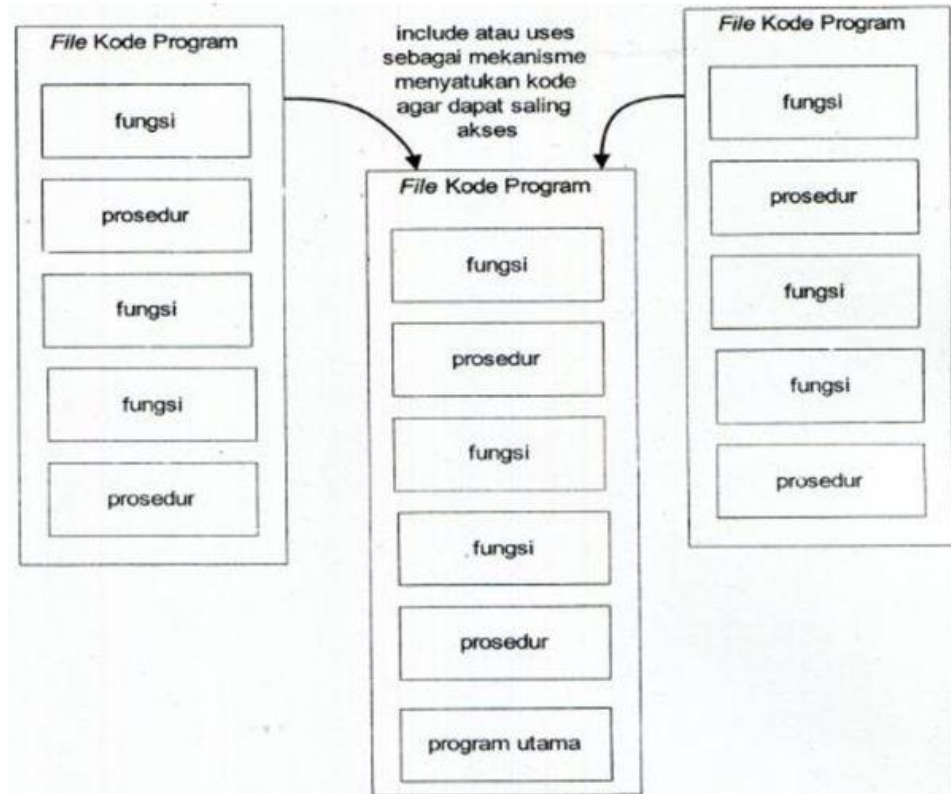 File Kode Program
fungsi
prosedur
fungsi
fungsi
prosedur
include atau uses
sebagai mekanisme
menyatukan kode
agar dapat saling
akses
File Kode Program
fungsi
prosedur
fungsi
fungsi
prosedur
program utama
File Kode Program
fungsi
prosedur
fungsi
fungsi
prosedur